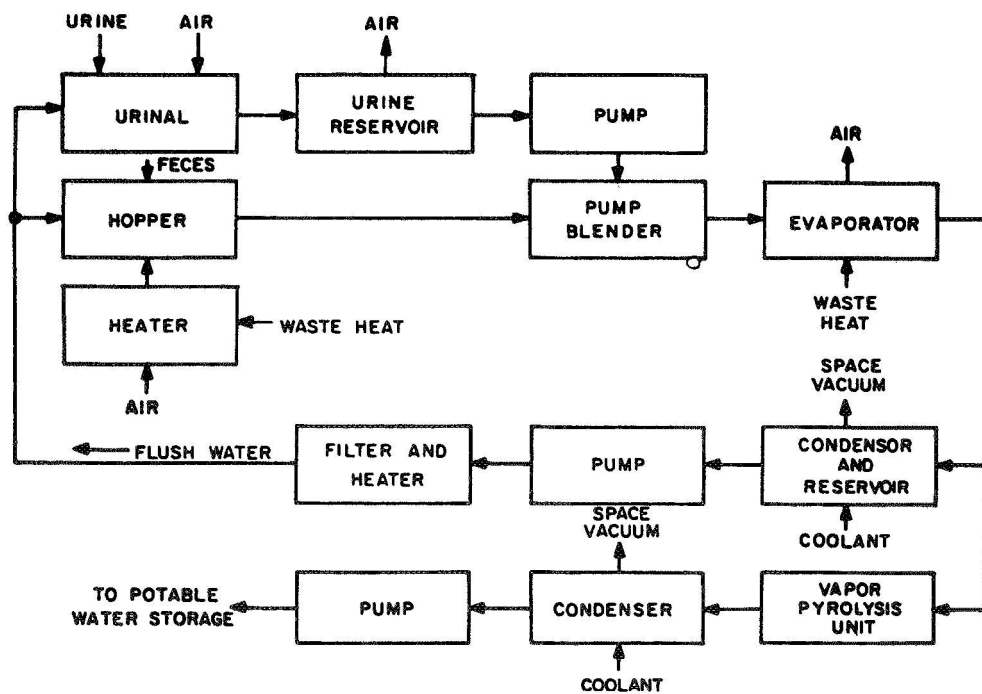 URINE
AIR
AIR
URINAL
URINE
RESERVOIR
PUMP
AIR
FECES
HOPPER
PUMP
BLENDER
EVAPORATOR
HEATER
WASTE HEAT
WASTE
HEAT
AIR
SPACE
VACUUM
FLUSH WATER
FILTER AND
HEATER
PUMP
CONDENSOR
AND
RESERVOIR
SPACE
VACUUM
COOLANT
TO POTABLE
WATER STORAGE
PUMP
CONDENSER
VAPOR
PYROLYSIS
UNIT
COOLANT